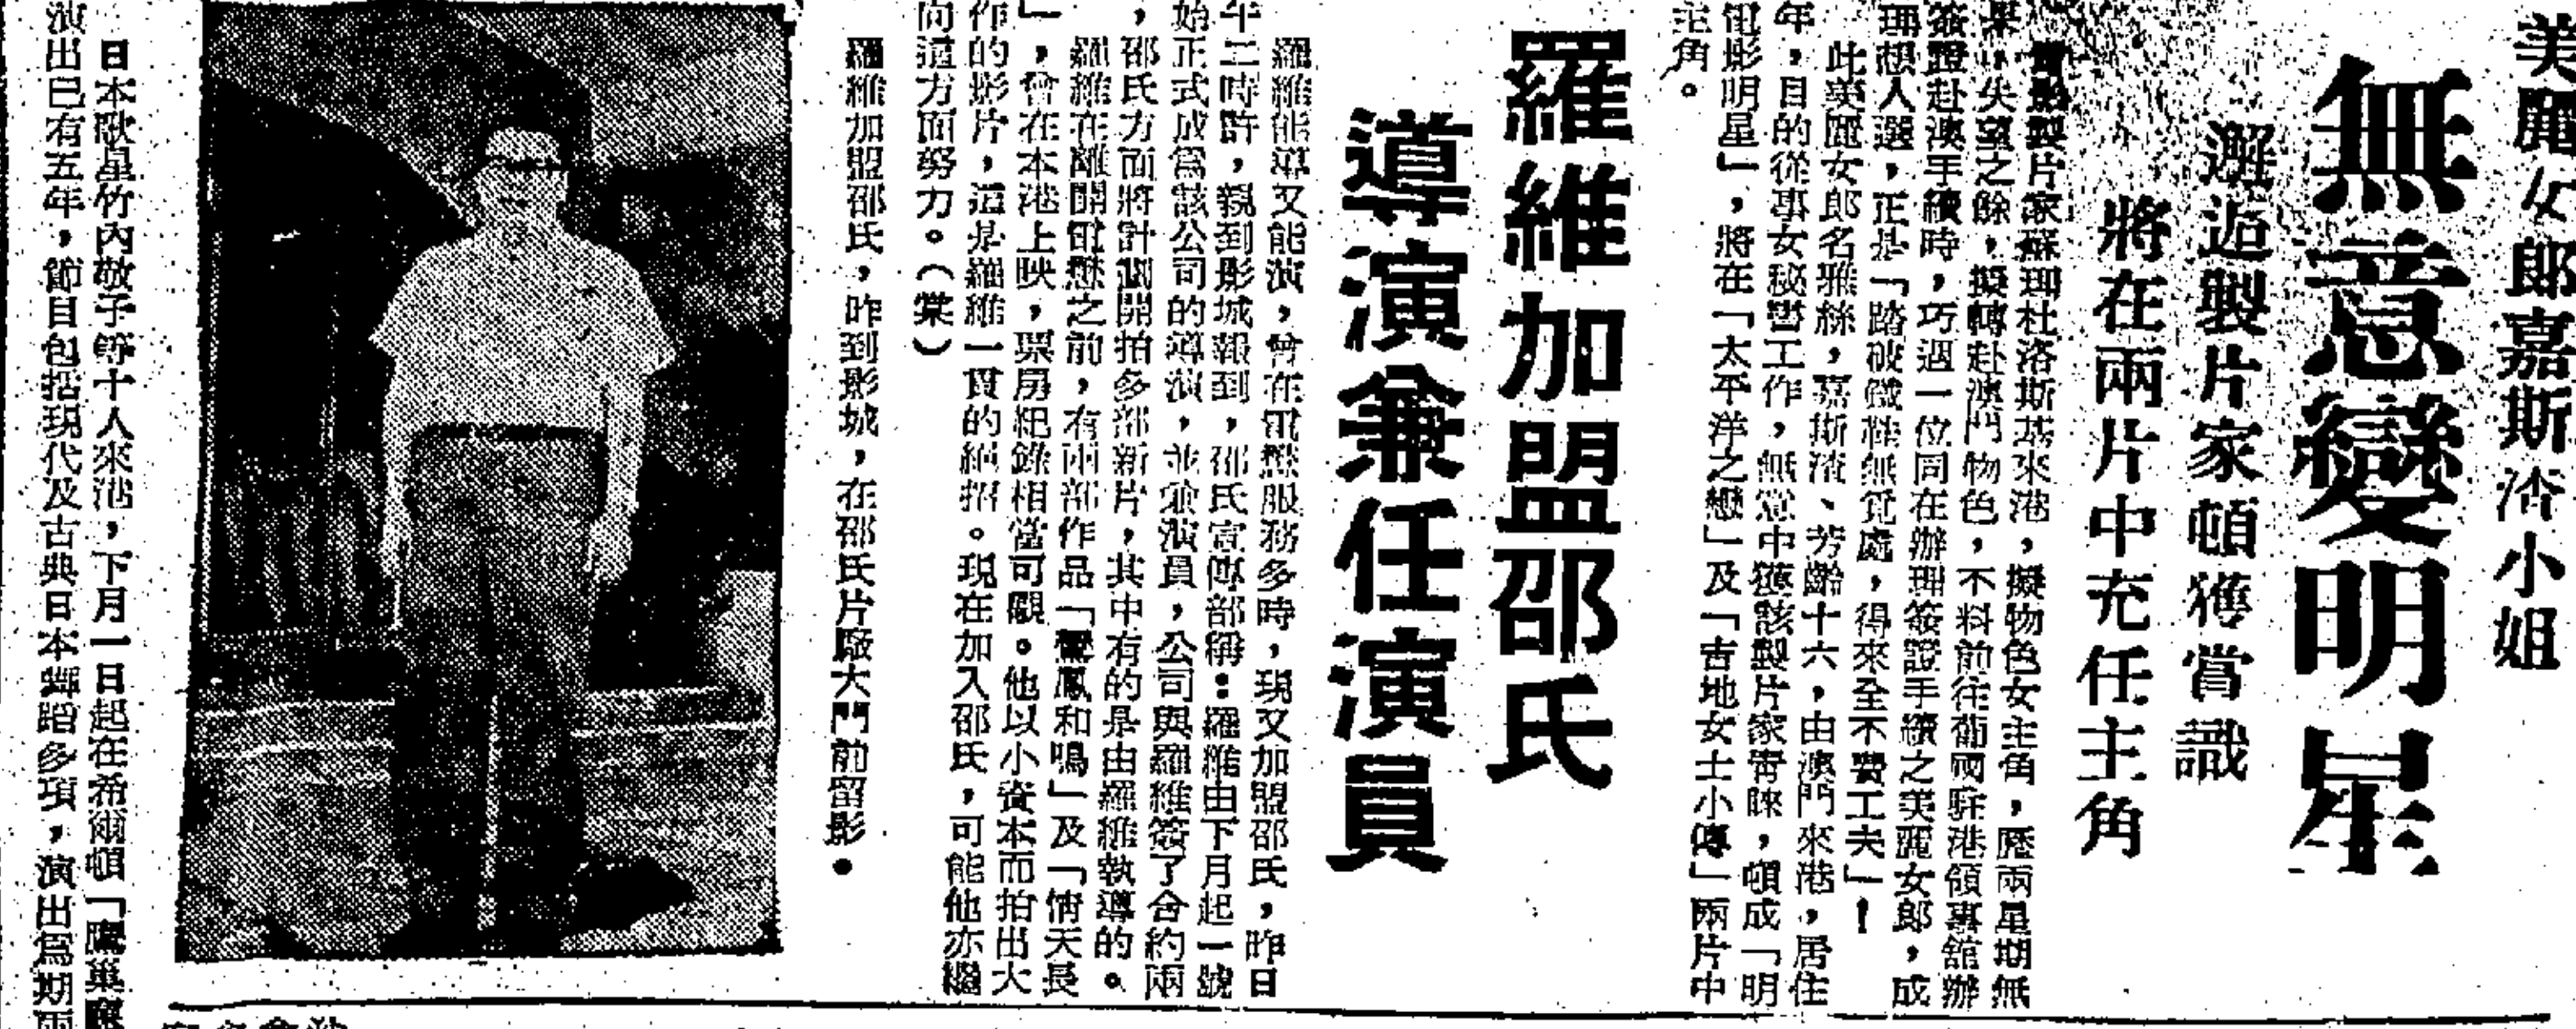 美麗女郎嘉斯渣小姐
無意變明星
邂逅製片家頓獲賞識
將在兩片中充任主角
製片家蘇理杜洛斯基來港，擬物色女主角，歷兩星期無
果，失望之餘，擬轉赴澳門物色，不料前往葡國駐港領事舘辦
簽證赴澳手續時，巧遇一位同在辦理簽證手續之美麗女郎，成
理想人選，正是「踏破鐵鞋無覓處，得來全不費工夫」！
此美麗女郎名雅絲，嘉斯渣、芳齡十六，由澳門來港，居住
年，目的從事女秘書工作，無意中獲該製片家靑睞，頓成「明
電影明星」，將在「太平洋之戀」及「古地女士小傳」兩片中
主角。
羅維加盟邵氏
導演兼任演員
羅維能導又能演，曾在電懋服務多時，現又加盟邵氏，昨日
午二時許，親到影城報到，邵氏宣傳部稱：羅維由下月起一號
始正式成爲該公司的導演，並兼演員，公司與羅維簽了合約兩
，邵氏方面將計劃開拍多部新片，其中有的是由羅維執導的。
羅維在離開電懋之前，有兩部作品「鸞鳳和鳴」及「情天長
」，曾在本港上映，票房紀錄相當可觀。他以小資本而拍出大
作的影片，這是羅維一貫的絕招。現在加入邵氏，可能他亦繼
向這方面努力。（棠）
羅維加盟邵氏，昨到影城，在邵氏片廠大門前留影。
日本歌星竹內敬子等十人來港，下月一日起在希爾頓「鷹巢
演出已有五年，節目包括現代及古典日本舞蹈多項，演出爲期兩